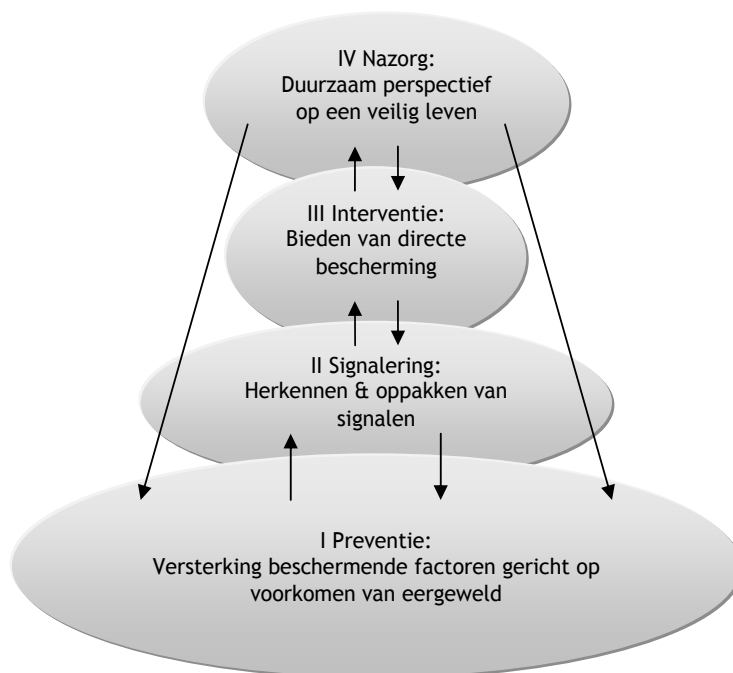 IV Nazorg:
Duurzaam perspectief
op een veilig leven
III Interventie:
Bieden van directe
bescherming
II Signalering:
Herkennen & oppakken van
signalen
I Preventie:
Versterking beschermende factoren gericht op
voorkomen van eergeweld